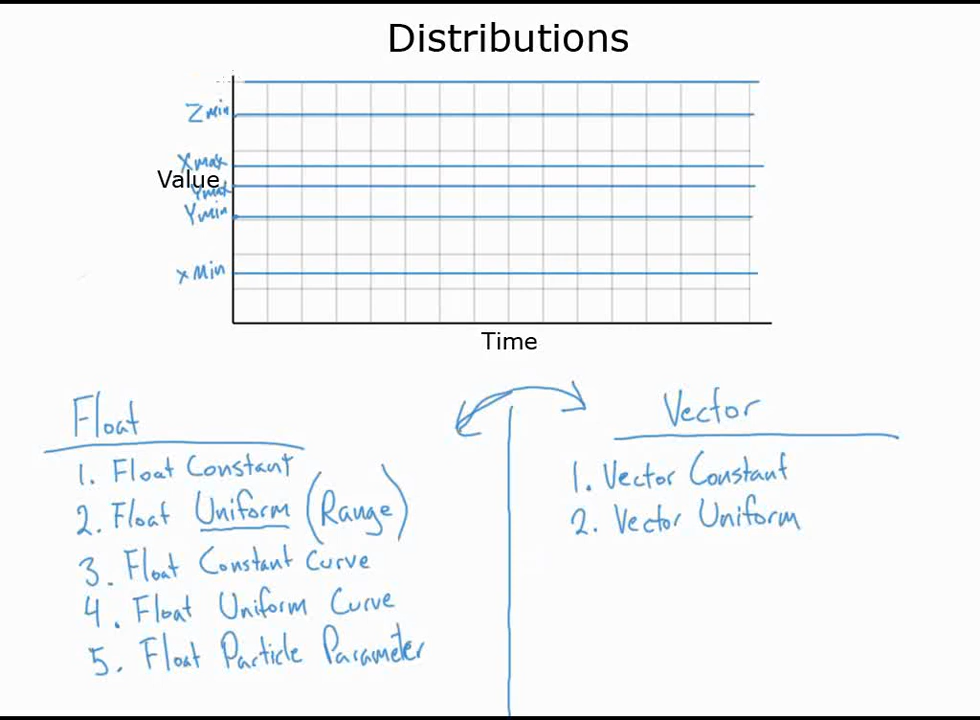 Distributions
Zmin
Xmax
Value
Ymax
Ymin
xMin
Time
Float
1. Float Constant
2. Float Uniform (Range)
3. Float Constant Curve
4. Float Uniform Curve
5. Float Particle Parameter
Vector
1. Vector Constant
2. Vector Uniform